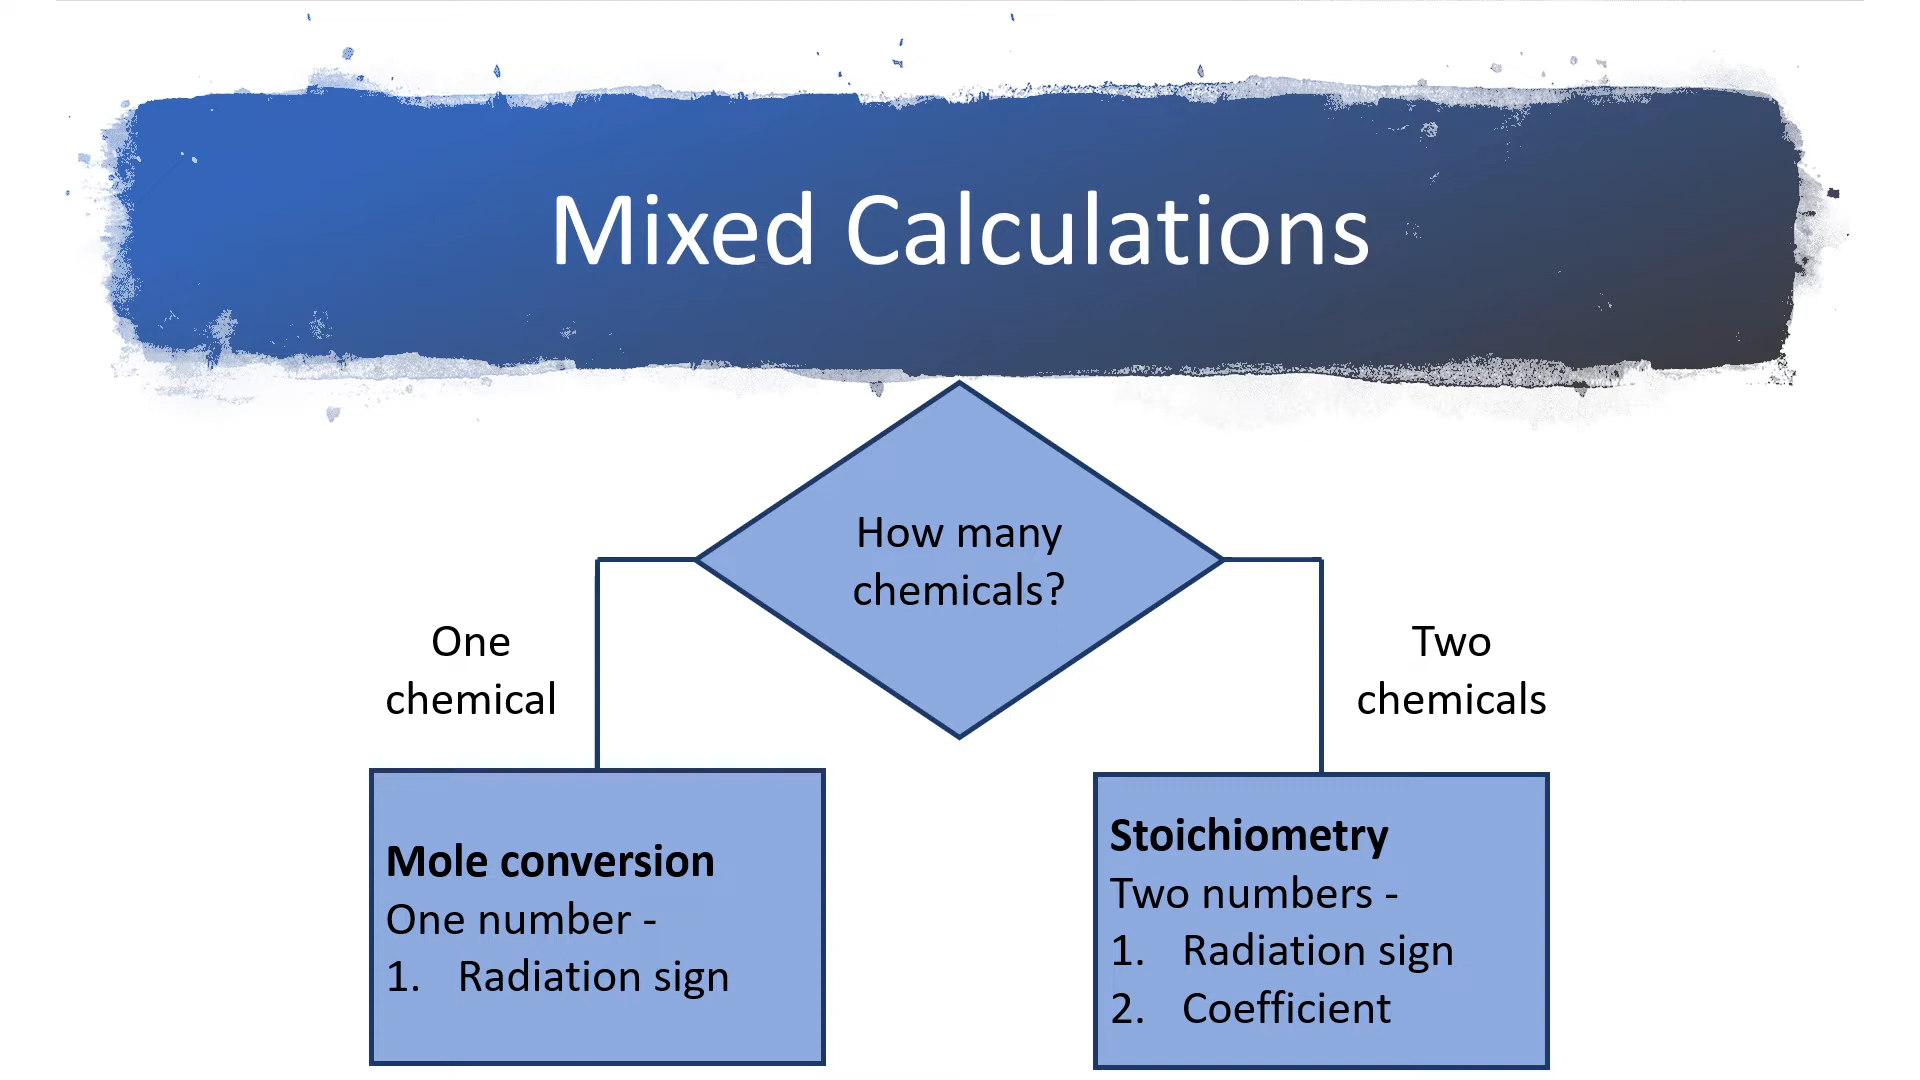 Mixed Calculations
How many
chemicals?
One
chemical
Two
chemicals
Mole conversion
One number -
1. Radiation sign
Stoichiometry
Two numbers -
1. Radiation sign
2. Coefficient